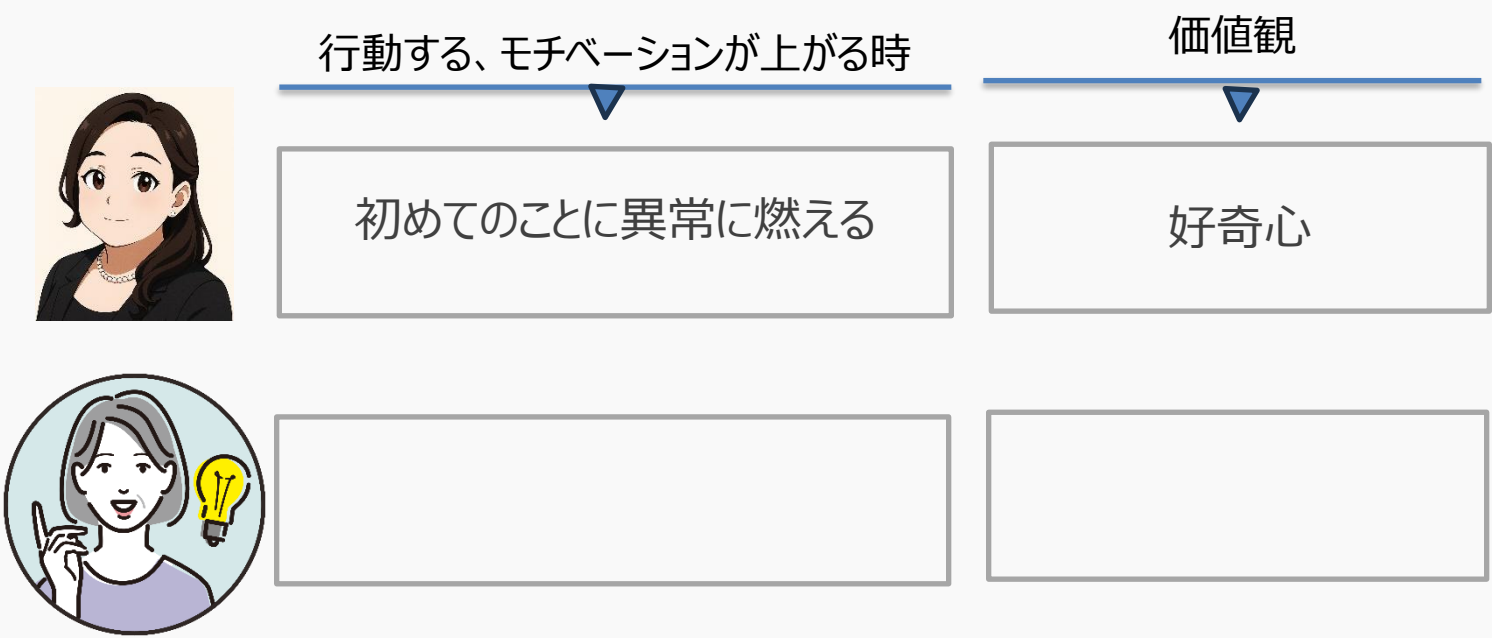 行動する、モチベーションが上がる時
価値観
初めてのことに異常に燃える
好奇心